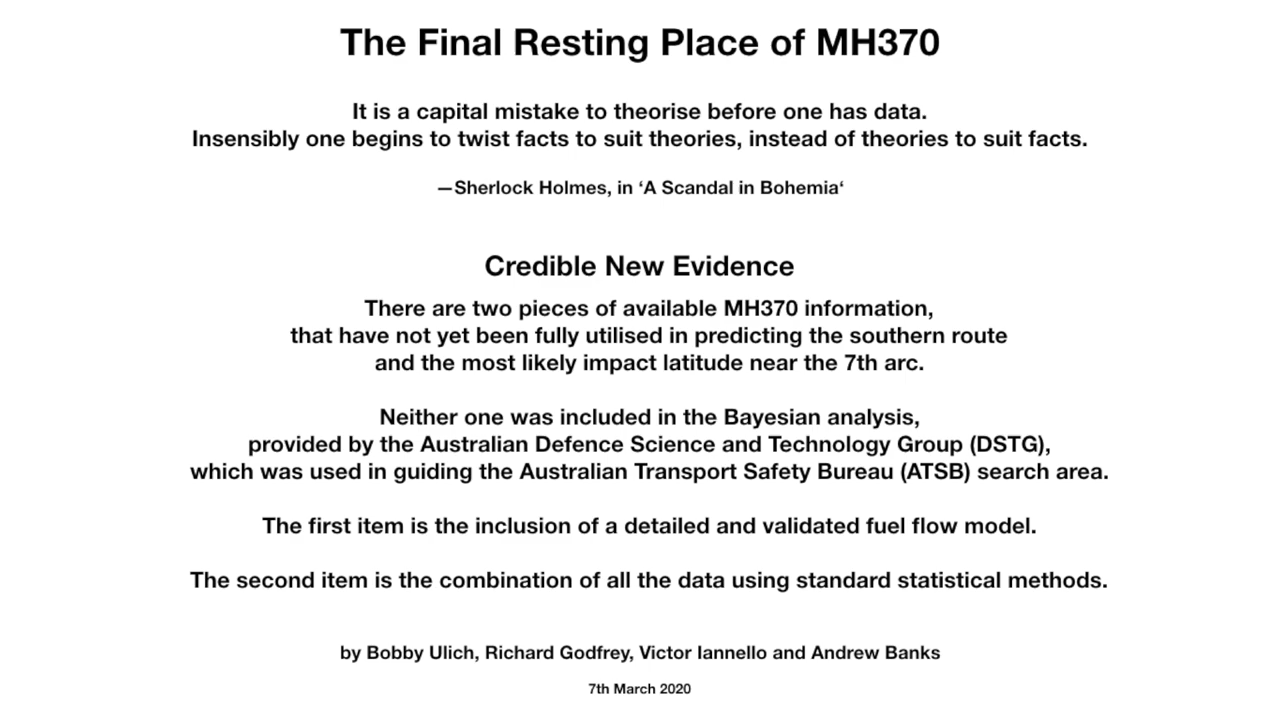 The Final Resting Place of MH370
It is a capital mistake to theorise before one has data.
Insensibly one begins to twist facts to suit theories, instead of theories to suit facts.
—Sherlock Holmes, in ‘A Scandal in Bohemia‘
Credible New Evidence
There are two pieces of available MH370 information,
that have not yet been fully utilised in predicting the southern route
and the most likely impact latitude near the 7th arc.
Neither one was included in the Bayesian analysis,
provided by the Australian Defence Science and Technology Group (DSTG),
which was used in guiding the Australian Transport Safety Bureau (ATSB) search area.
The first item is the inclusion of a detailed and validated fuel flow model.
The second item is the combination of all the data using standard statistical methods.
by Bobby Ulich, Richard Godfrey, Victor Iannello and Andrew Banks
7th March 2020